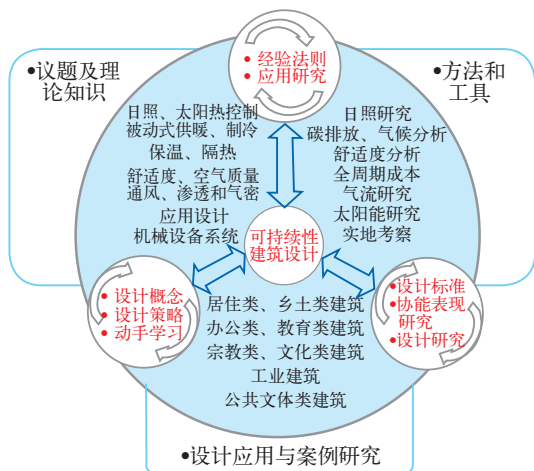 •经验法则
•应用研究
•议题及理
论知识
•方法和
工具
日照、太阳热控制
被动式供暖、制冷
保温、隔热
舒适度、空气质量
通风、渗透和气密
应用设计
机械设备系统
日照研究
碳排放、气候分析
舒适度分析
全周期成本
气流研究
太阳能研究
实地考察
可持续性
建筑设计
•设计概念
•设计策略
•动手学习
•设计标准
•协能表现
研究
•设计研究
居住类、乡土类建筑
办公类、教育类建筑
宗教类、文化类建筑
工业建筑
公共文体类建筑
•设计应用与案例研究